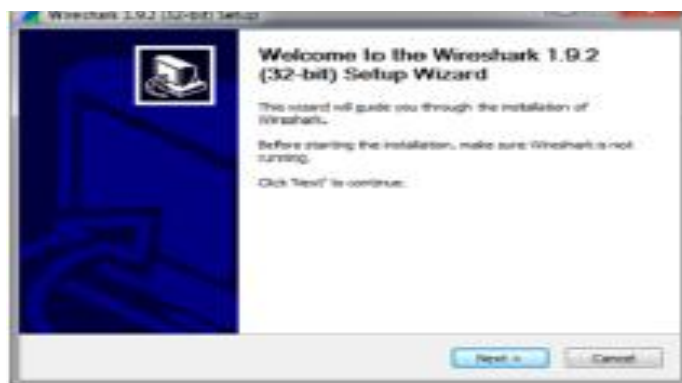 Wireshark 1.9.2 (32-bit) Setup
Welcome to the Wireshark 1.9.2
(32-bit) Setup Wizard
This wizard will guide you through the installation of
Wireshark.
Before starting the installation, make sure Wireshark is not
running.
Click 'Next' to continue.
Next >
Cancel